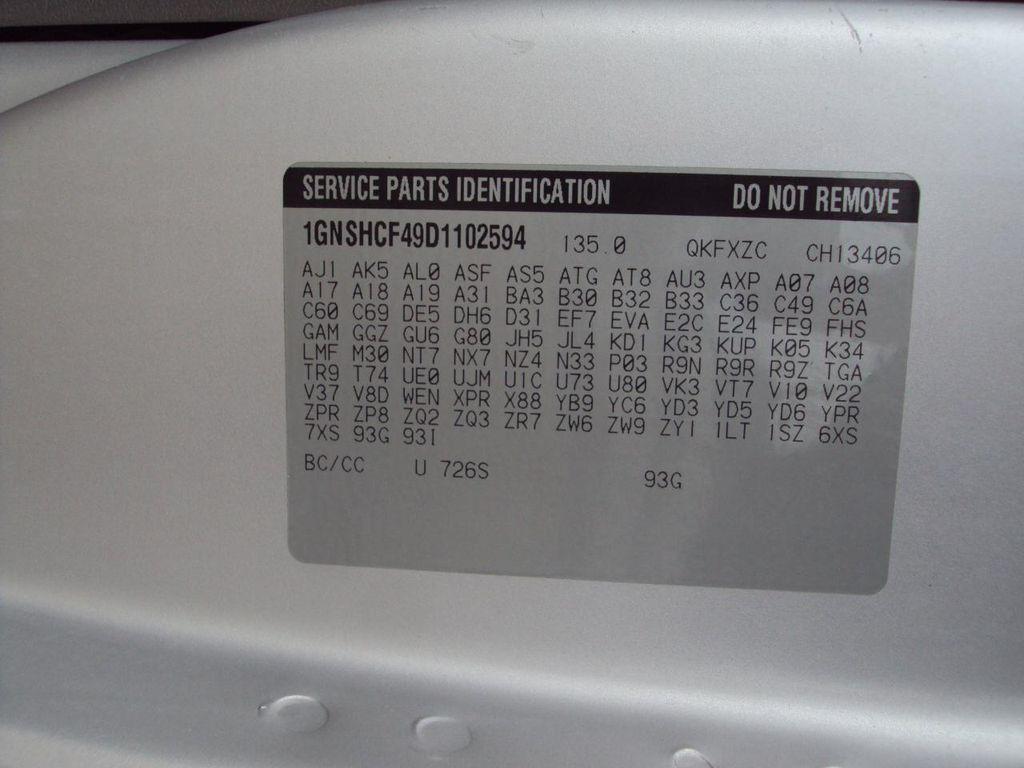 SERVICE PARTS IDENTIFICATION DO NOT REMOVE
1GNSHCF49D1102594 135.0 QKFXZC CH13406
AJ1 AK5 AL0 ASF AS5 ATG AT8 AU3 AXP A07 A08
A17 A18 A19 A31 BA3 B30 B32 B33 C36 C49 C6A
C60 C69 DE5 DH6 D31 EF7 EVA E2C E24 FE9 FHS
GAM GGZ GU6 G80 JH5 JL4 KD1 KG3 KUP K05 K34
LMF M30 NT7 NX7 NZ4 N33 P03 R9N R9R R9Z TGA
TR9 T74 UE0 UJM U1C U73 U80 VK3 VT7 V10 V22
V37 V8D WEN XPR X88 YB9 YC6 YD3 YD5 YD6 YPR
ZPR ZP8 ZQ2 ZQ3 ZR7 ZW6 ZW9 ZY1 1LT 1SZ 6XS
7XS 93G 93I
BC/CC U 726S 93G